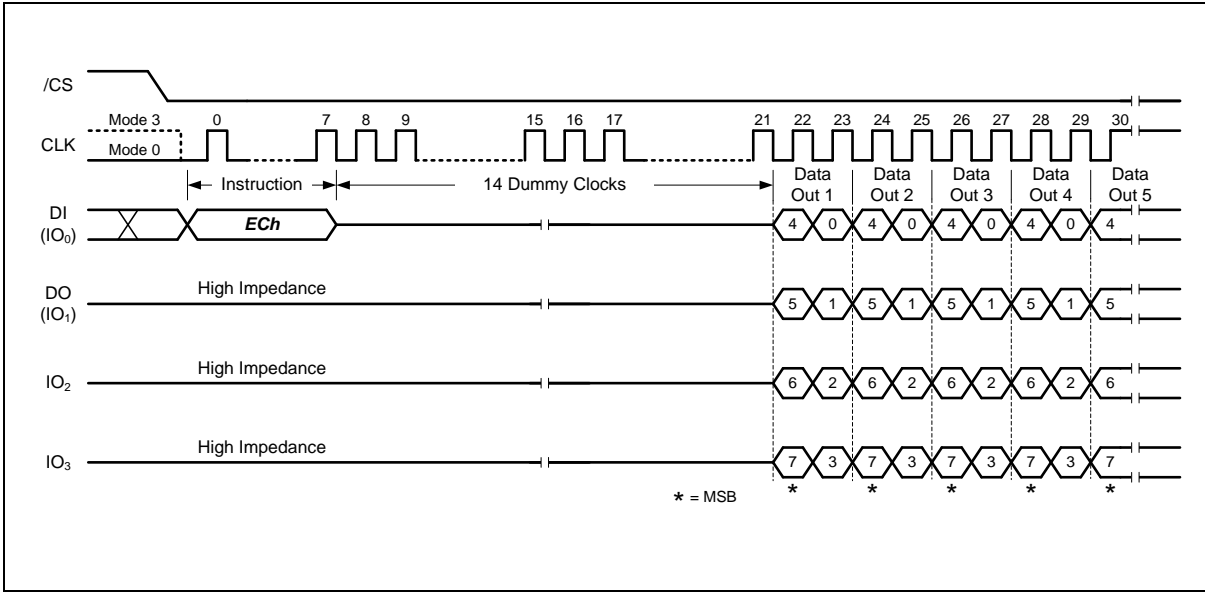 /CS
Mode 3
CLK
Mode 0
0 7 8 9 15 16 17 21 22 23 24 25 26 27 28 29 30
Instruction
14 Dummy Clocks
Data
Out 1
Data
Out 2
Data
Out 3
Data
Out 4
Data
Out 5
DI
(IO₀)
ECh
4 0 4 0 4 0 4 0 4
DO
(IO₁)
High Impedance
5 1 5 1 5 1 5 1 5
IO₂
High Impedance
6 2 6 2 6 2 6 2 6
IO₃
High Impedance
7 3 7 3 7 3 7 3 7
* * * * *
* = MSB